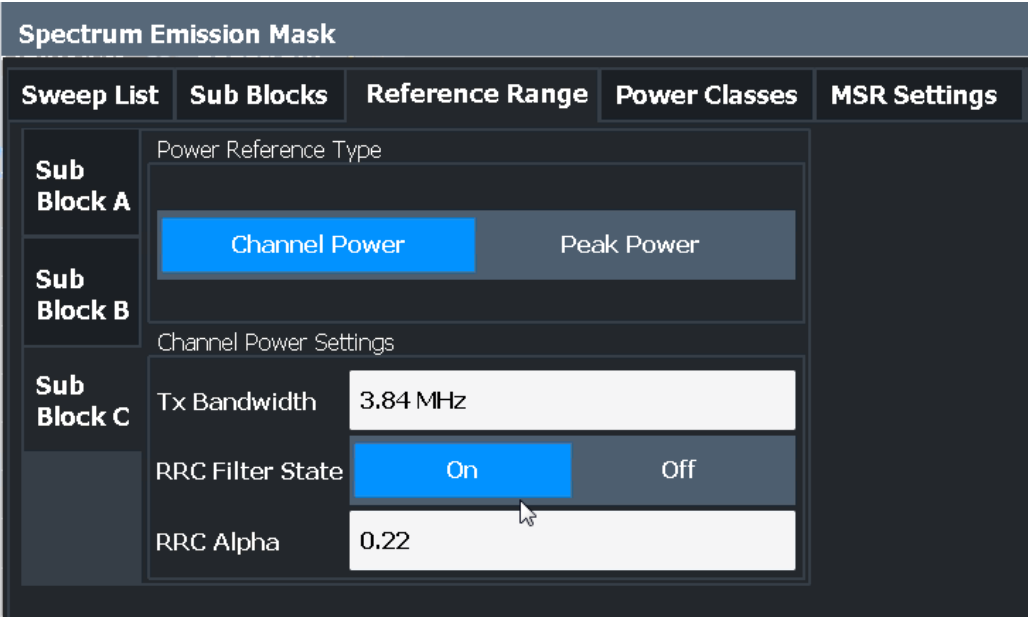 Spectrum Emission Mask
Sweep List
Sub Blocks
Reference Range
Power Classes
MSR Settings
Sub
Block A
Sub
Block B
Sub
Block C
Power Reference Type
Channel Power
Peak Power
Channel Power Settings
Tx Bandwidth
3.84 MHz
RRC Filter State
On
Off
RRC Alpha
0.22